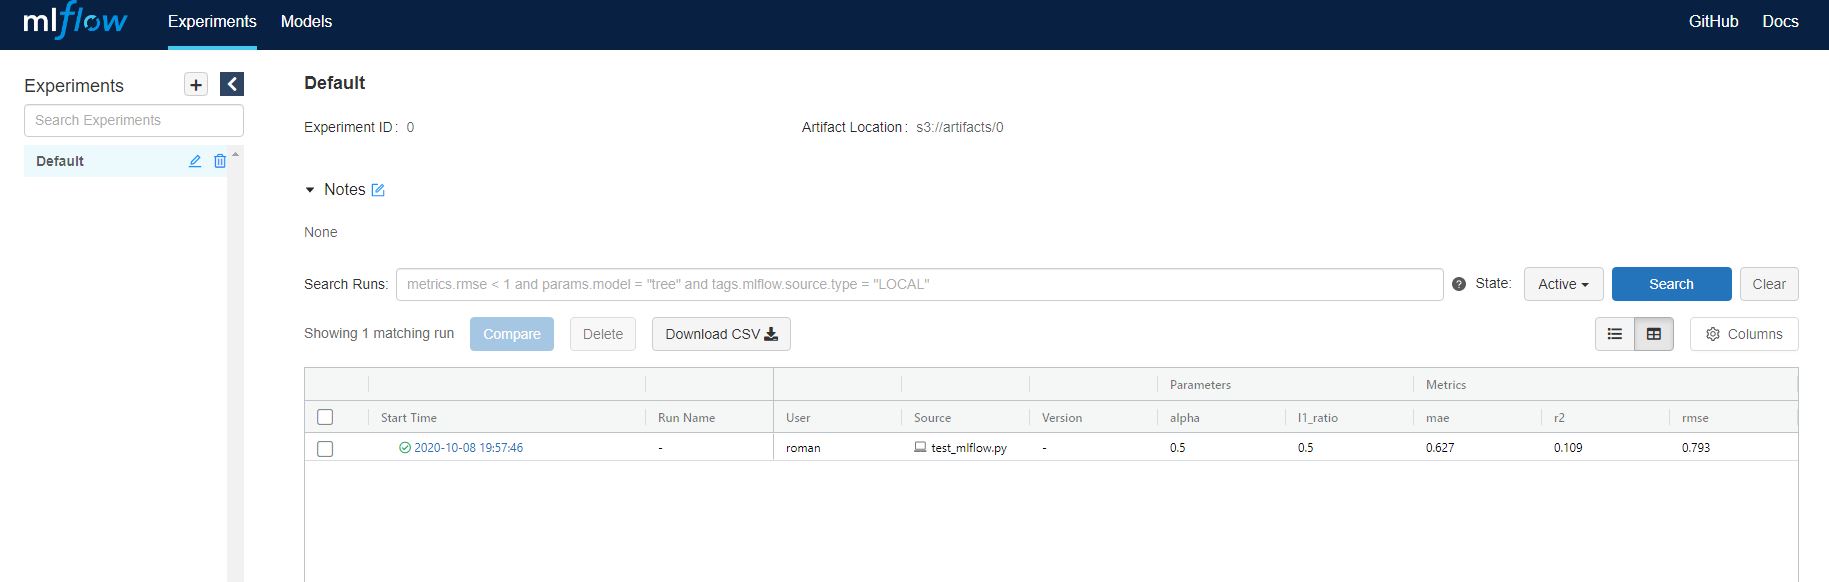 mlflow Experiments Models GitHub Docs
Experiments
Search Experiments
Default
Default
Experiment ID: 0 Artifact Location: s3://artifacts/0
Notes
None
Search Runs: metrics.rmse < 1 and params.model = "tree" and tags.mlflow.source.type = "LOCAL" ? State: Active Search Clear
Showing 1 matching run Compare Delete Download CSV Columns
Parameters Metrics
Start Time Run Name User Source Version alpha l1_ratio mae r2 rmse
2020-10-08 19:57:46 - roman test_mlflow.py - 0.5 0.5 0.627 0.109 0.793